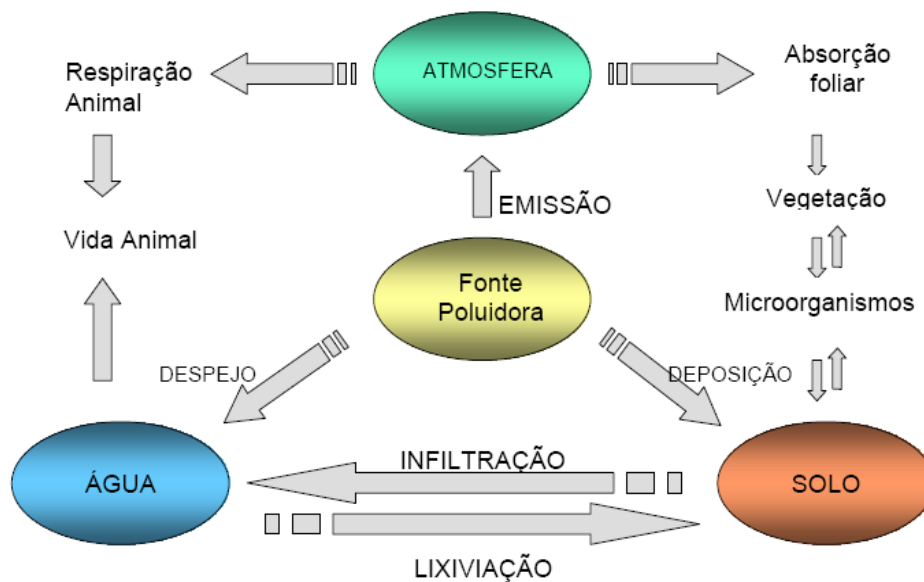 Respiração
Animal
ATMOSFERA
Absorção
foliar
EMISSÃO
Vegetação
Vida Animal
Fonte
Poluidora
Microorganismos
DESPEJO
DEPOSIÇÃO
ÁGUA
INFILTRAÇÃO
SOLO
LIXIVIAÇÃO